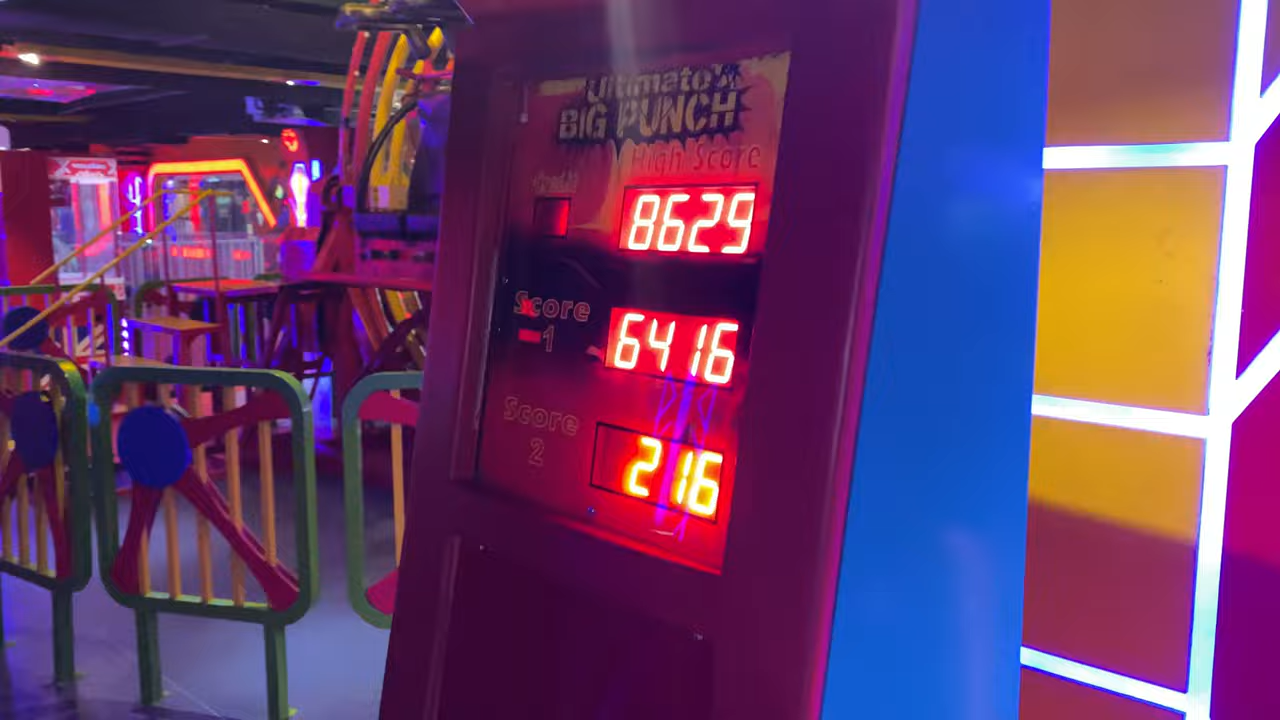 Ultimate
BIG PUNCH
High Score
Credit
8629
Score
1
6416
Score
2
216